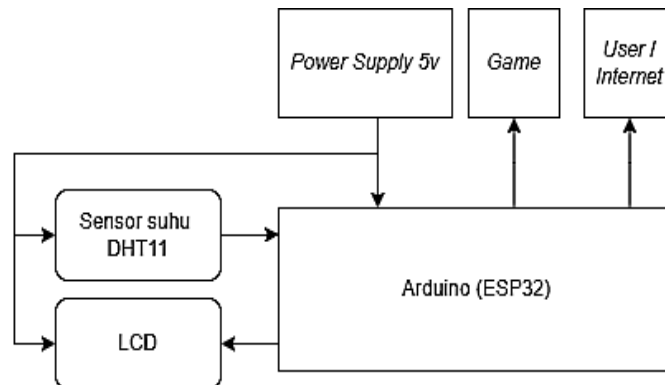 Power Supply 5v
Game
User /
Internet
Sensor suhu
DHT11
Arduino (ESP32)
LCD